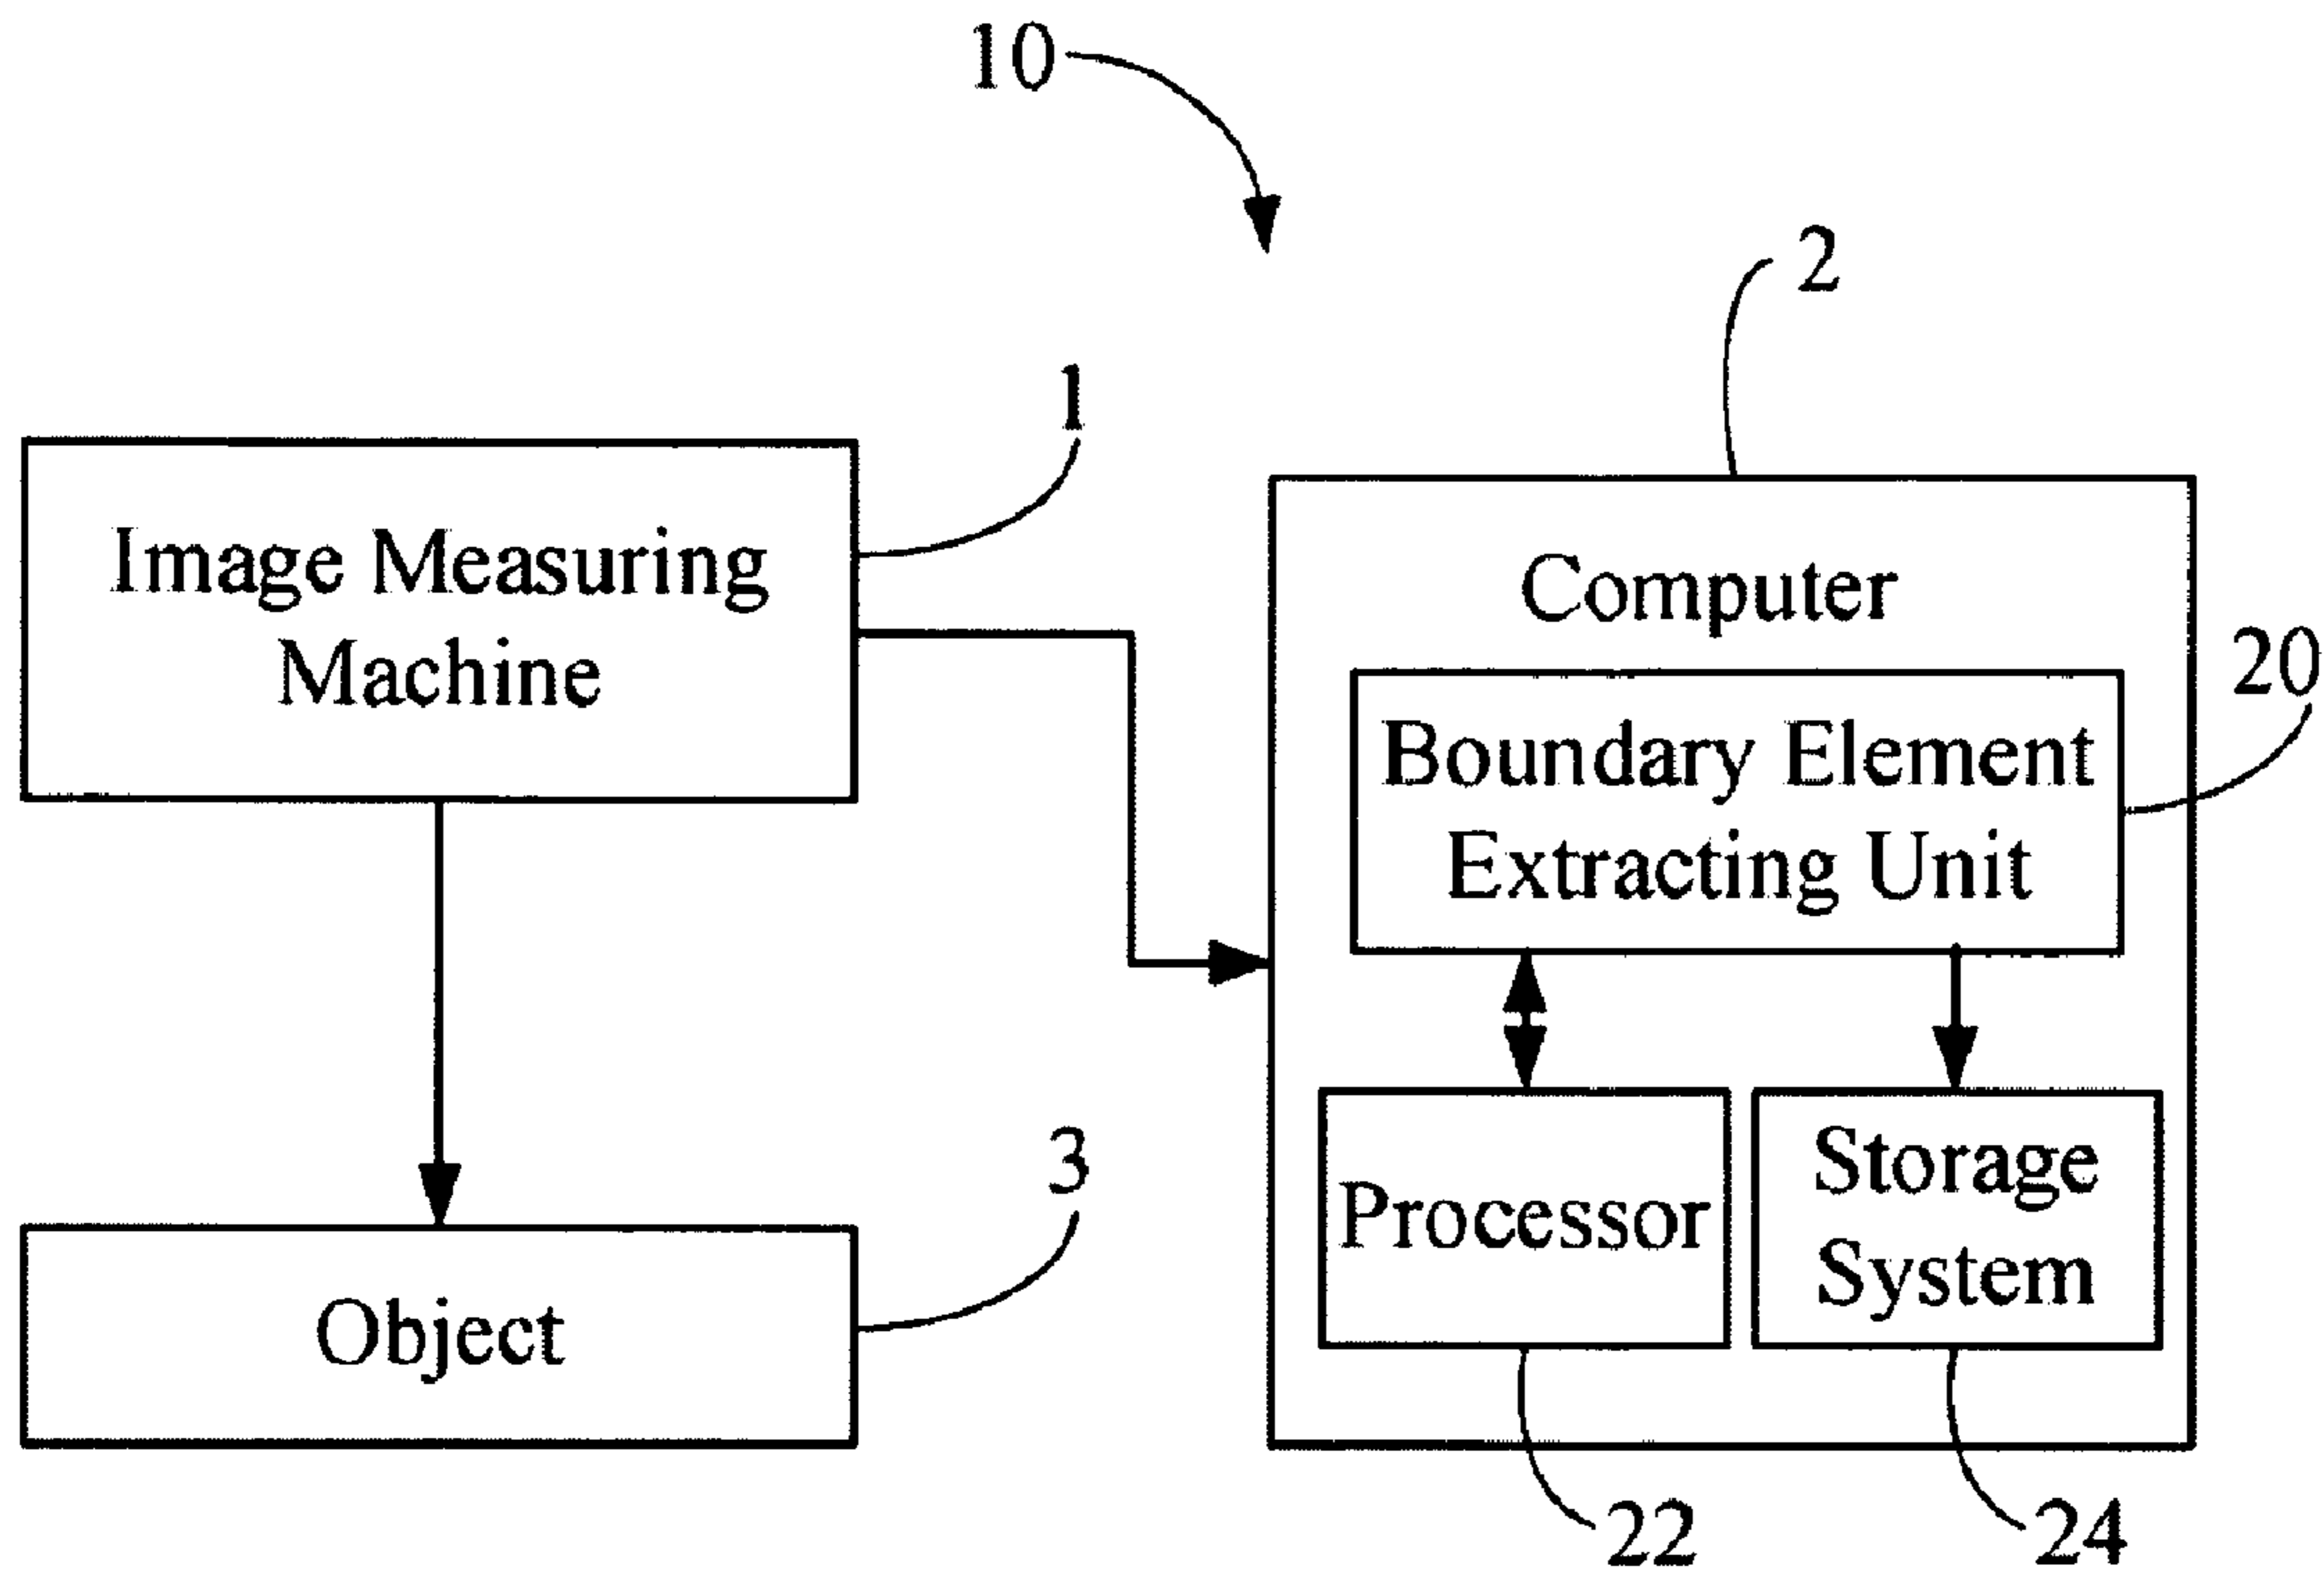 10
2
1
Image Measuring
Machine
Computer
20
Boundary Element
Extracting Unit
3
Processor
Storage
System
Object
22
24